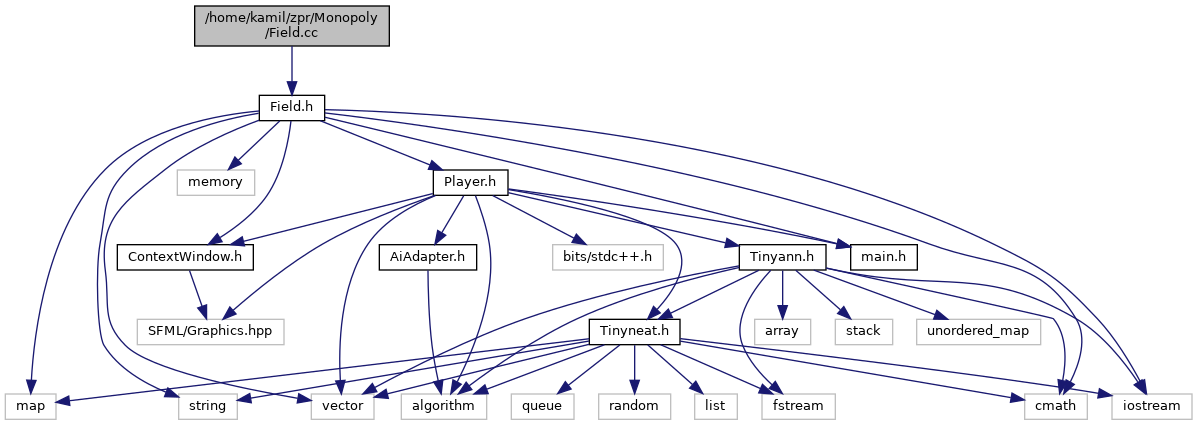 /home/kamil/zpr/Monopoly
/Field.cc
Field.h
memory
Player.h
ContextWindow.h
AiAdapter.h
bits/stdc++.h
Tinyann.h
main.h
SFML/Graphics.hpp
Tinyneat.h
array
stack
unordered_map
map
string
vector
algorithm
queue
random
list
fstream
cmath
iostream